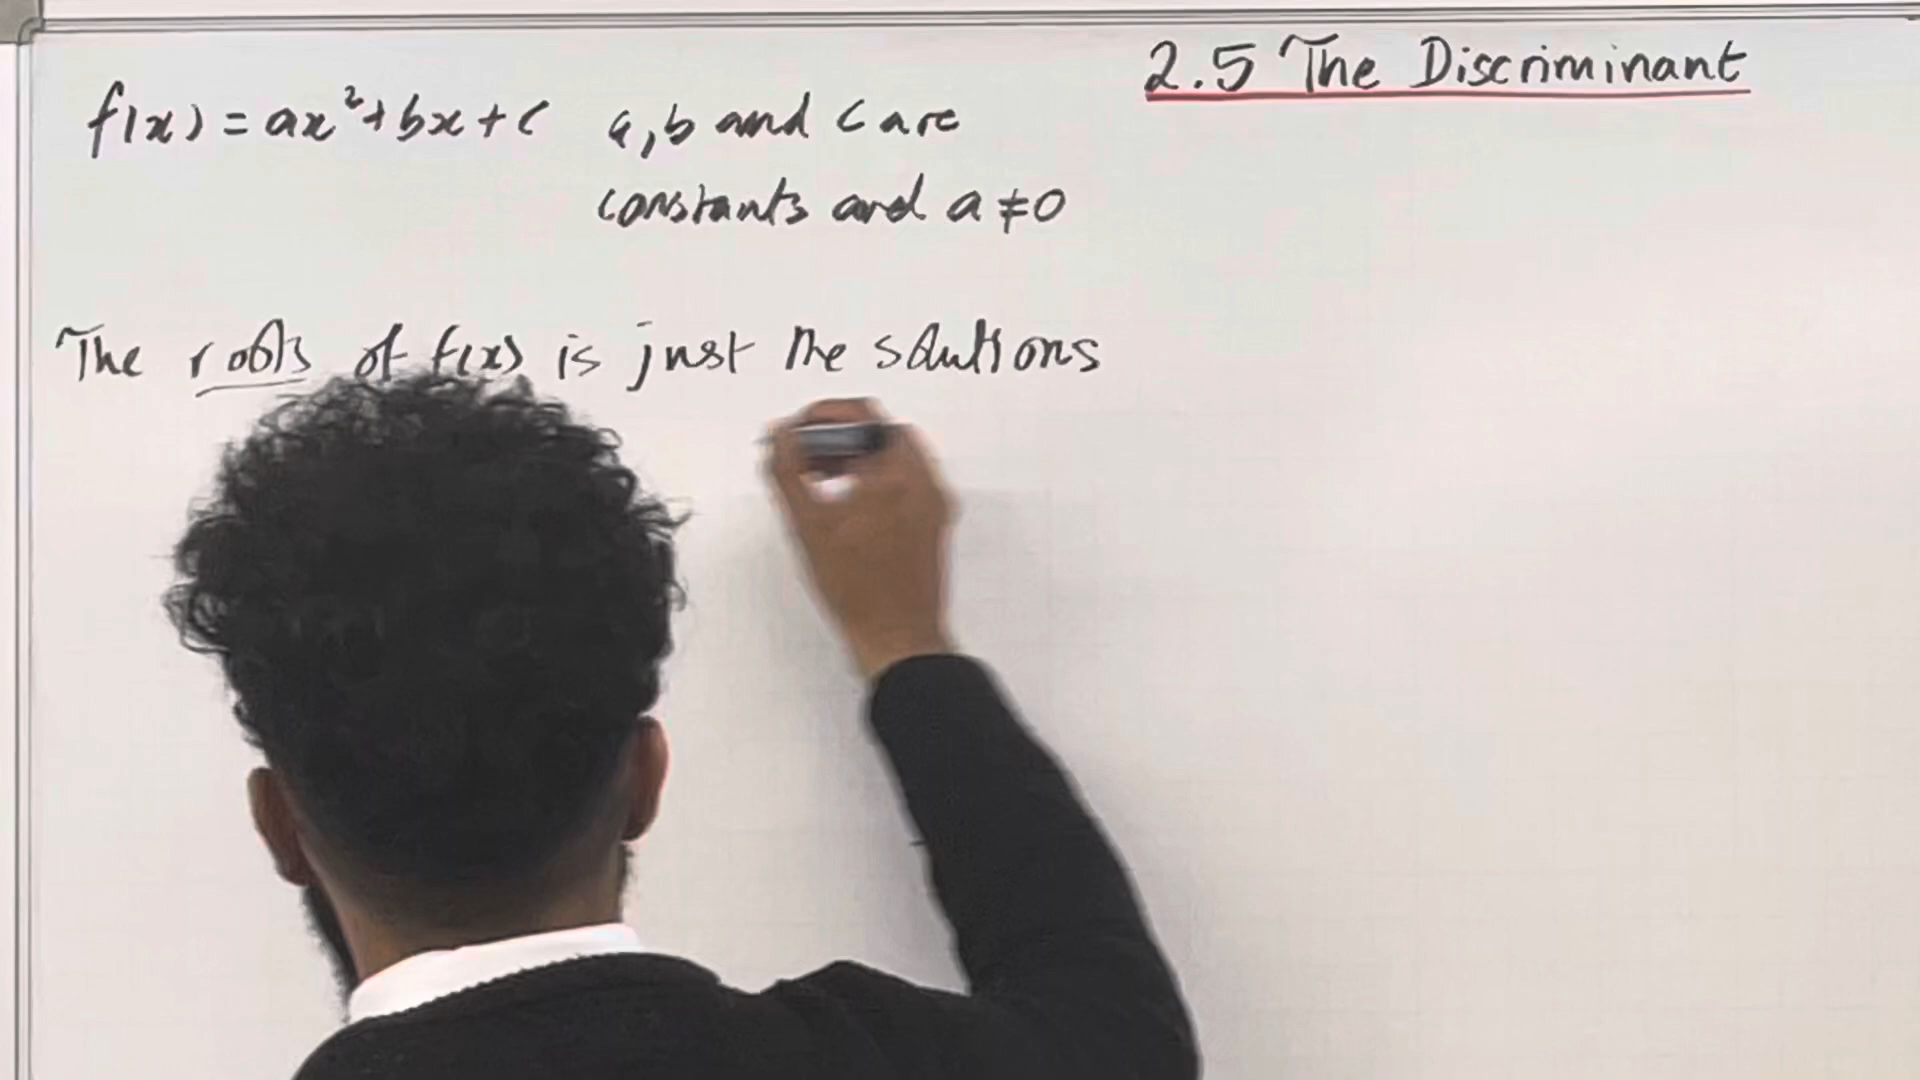 2.5 The Discriminant
f(x) = ax²+bx+c a, b and c are
constants and a ≠ 0
The roots of f(x) is just the solutions